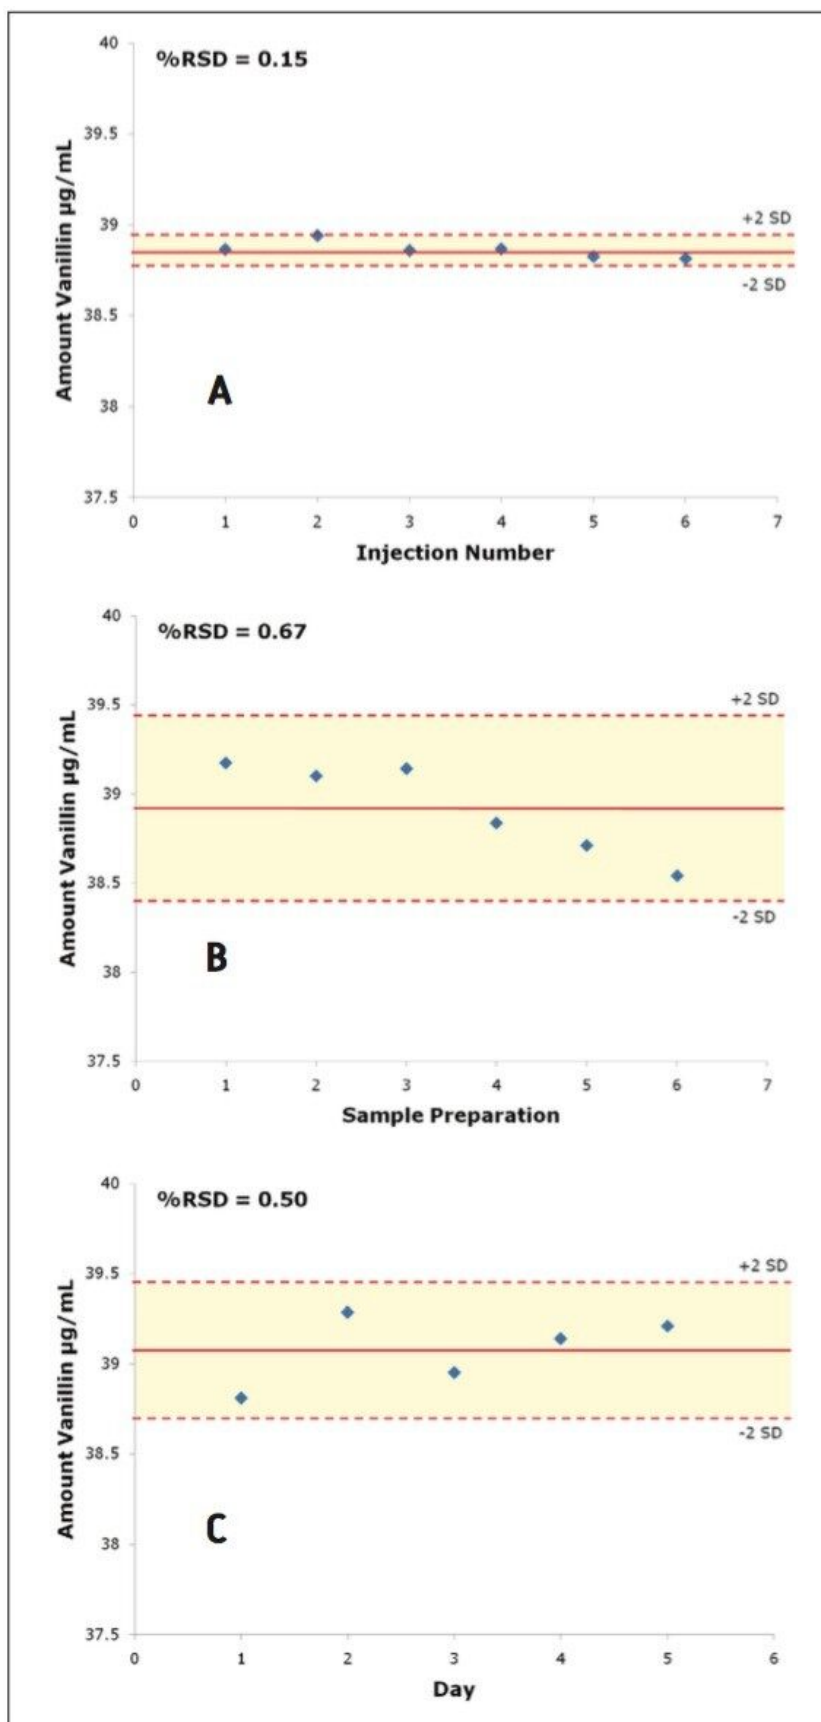 %RSD = 0.15
Amount Vanillin µg/mL
40
39.5
39
38.5
38
37.5
+2 SD
-2 SD
A
0 1 2 3 4 5 6 7
Injection Number
%RSD = 0.67
Amount Vanillin µg/mL
40
39.5
39
38.5
38
37.5
+2 SD
-2 SD
B
0 1 2 3 4 5 6 7
Sample Preparation
%RSD = 0.50
Amount Vanillin µg/mL
40
39.5
39
38.5
38
37.5
+2 SD
-2 SD
C
0 1 2 3 4 5 6
Day